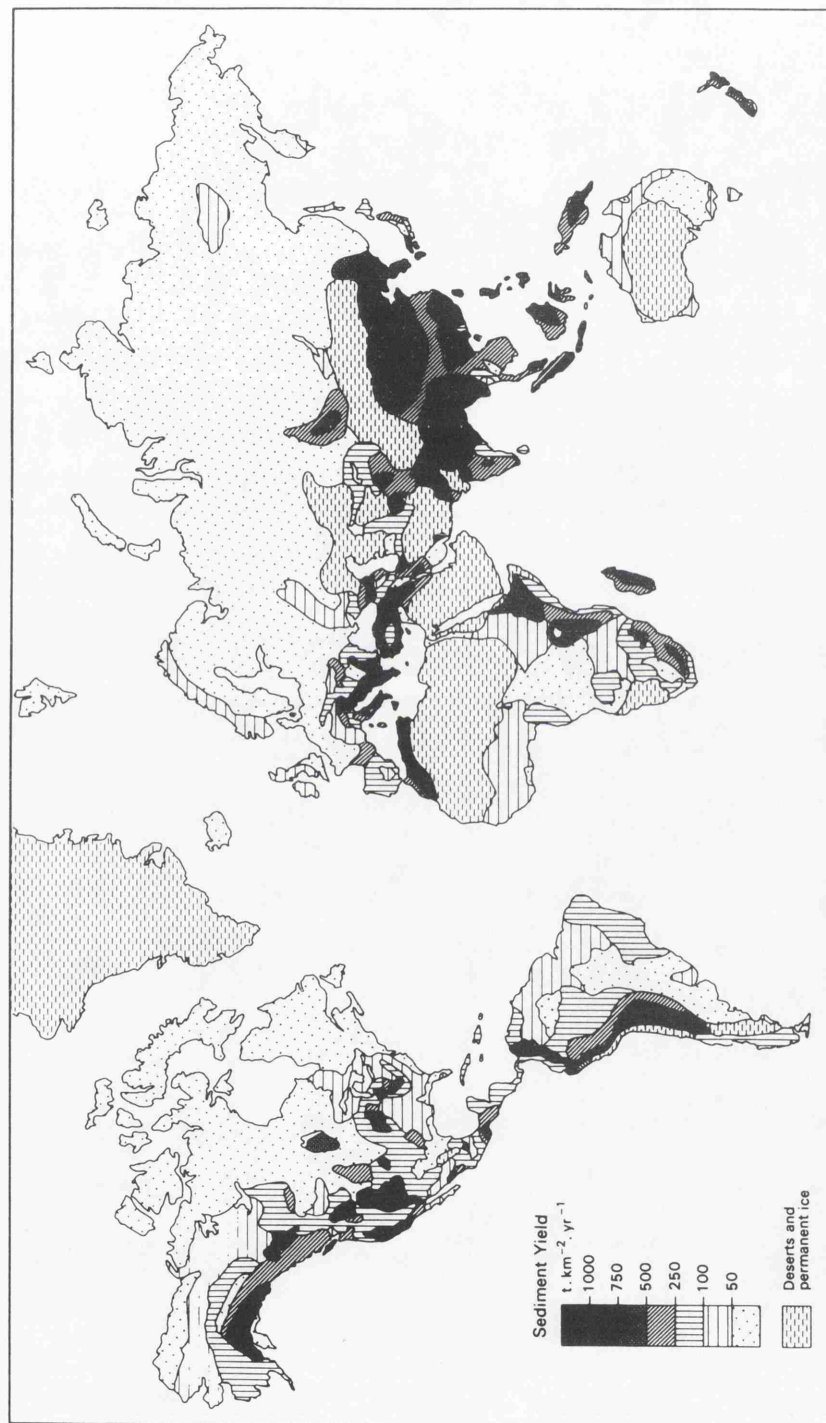 Sediment Yield
t. km⁻². yr⁻¹
1000
750
500
250
100
50
Deserts and
permanent ice